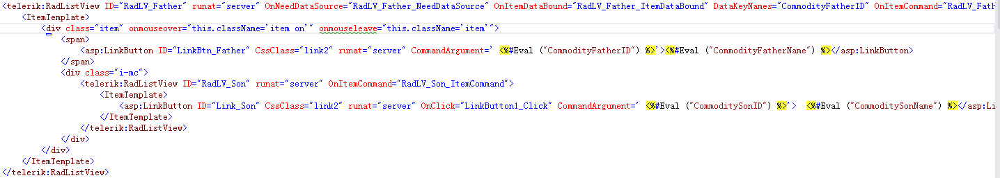 <telerik:RadListView ID="RadLV_Father" runat="server" OnNeedDataSource="RadLV_Father_NeedDataSource" OnItemDataBound="RadLV_Father_ItemDataBound" DataKeyNames="CommodityFatherID" OnItemCommand="RadLV_Fath
<ItemTemplate>
<div class="item" onmouseover="this.className='item on'" onmouseleave="this.className='item'">
<span>
<asp:LinkButton ID="LinkBtn_Father" CssClass="link2" runat="server" CommandArgument=' <%#Eval ("CommodityFatherID") %>'><%#Eval ("CommodityFatherName") %></asp:LinkButton>
</span>
<div class="i-mc">
<telerik:RadListView ID="RadLV_Son" runat="server" OnItemCommand="RadLV_Son_ItemCommand">
<ItemTemplate>
<asp:LinkButton ID="Link_Son" CssClass="link2" runat="server" OnClick="LinkButton1_Click" CommandArgument=' <%#Eval ("CommoditySonID") %>'> <%#Eval ("CommoditySonName") %></asp:Li
</ItemTemplate>
</telerik:RadListView>
</div>
</div>
</ItemTemplate>
</telerik:RadListView>